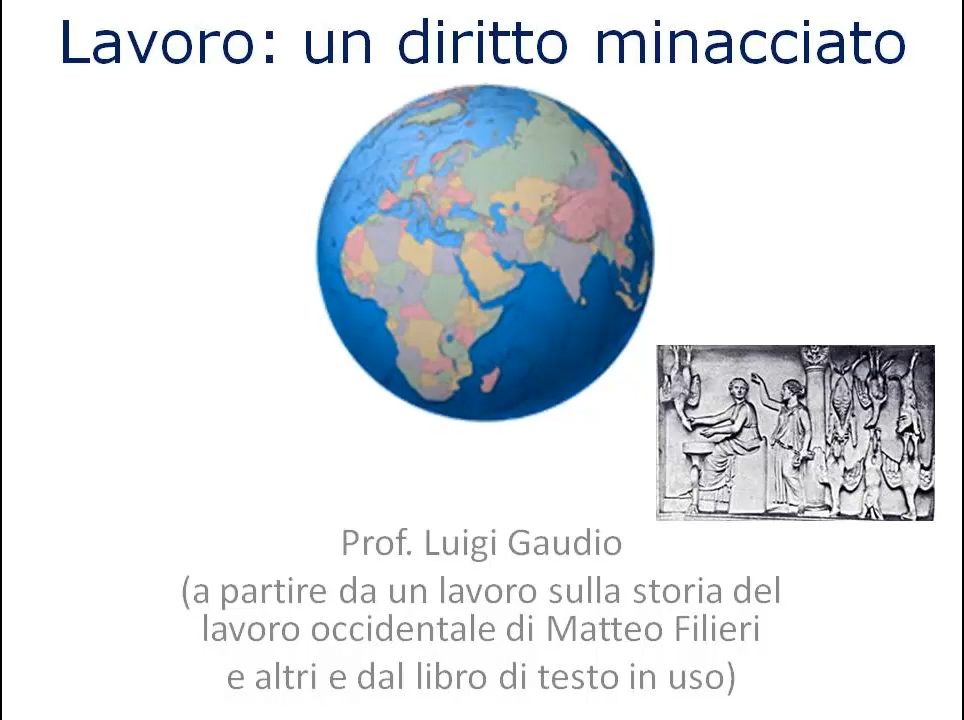 Lavoro: un diritto minacciato
Prof. Luigi Gaudio
(a partire da un lavoro sulla storia del
lavoro occidentale di Matteo Filieri
e altri e dal libro di testo in uso)